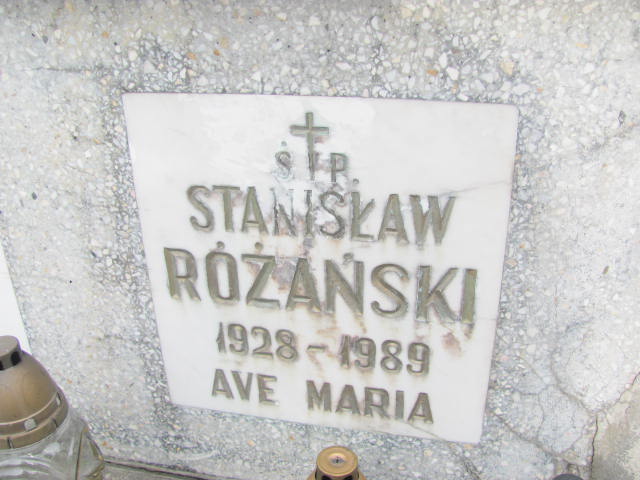 Ś. † P.
STANISŁAW
RÓŻAŃSKI
1928-1989
AVE MARIA